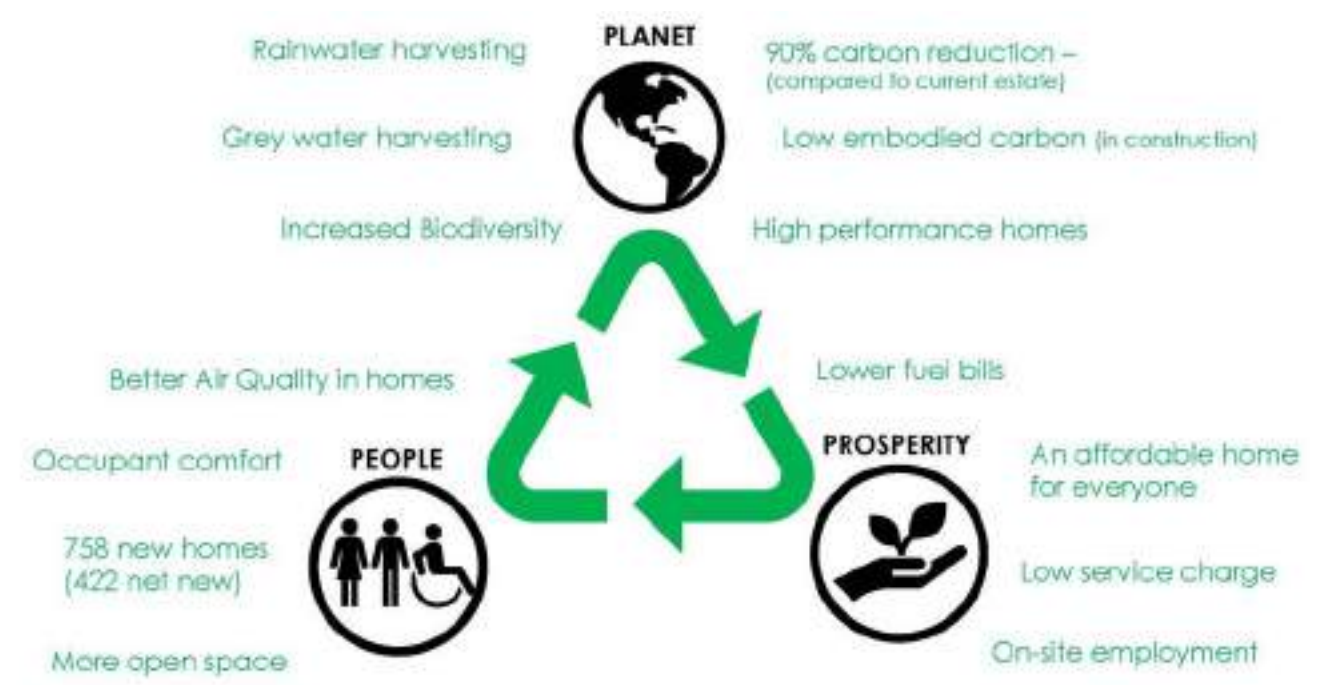 PLANET
Rainwater harvesting
Grey water harvesting
Increased Biodiversity
90% carbon reduction –
(compared to current estate)
Low embodied carbon (in construction)
High performance homes
Better Air Quality in homes
Occupant comfort
PEOPLE
758 new homes
(422 net new)
More open space
Lower fuel bills
PROSPERITY
An affordable home
for everyone
Low service charge
On-site employment